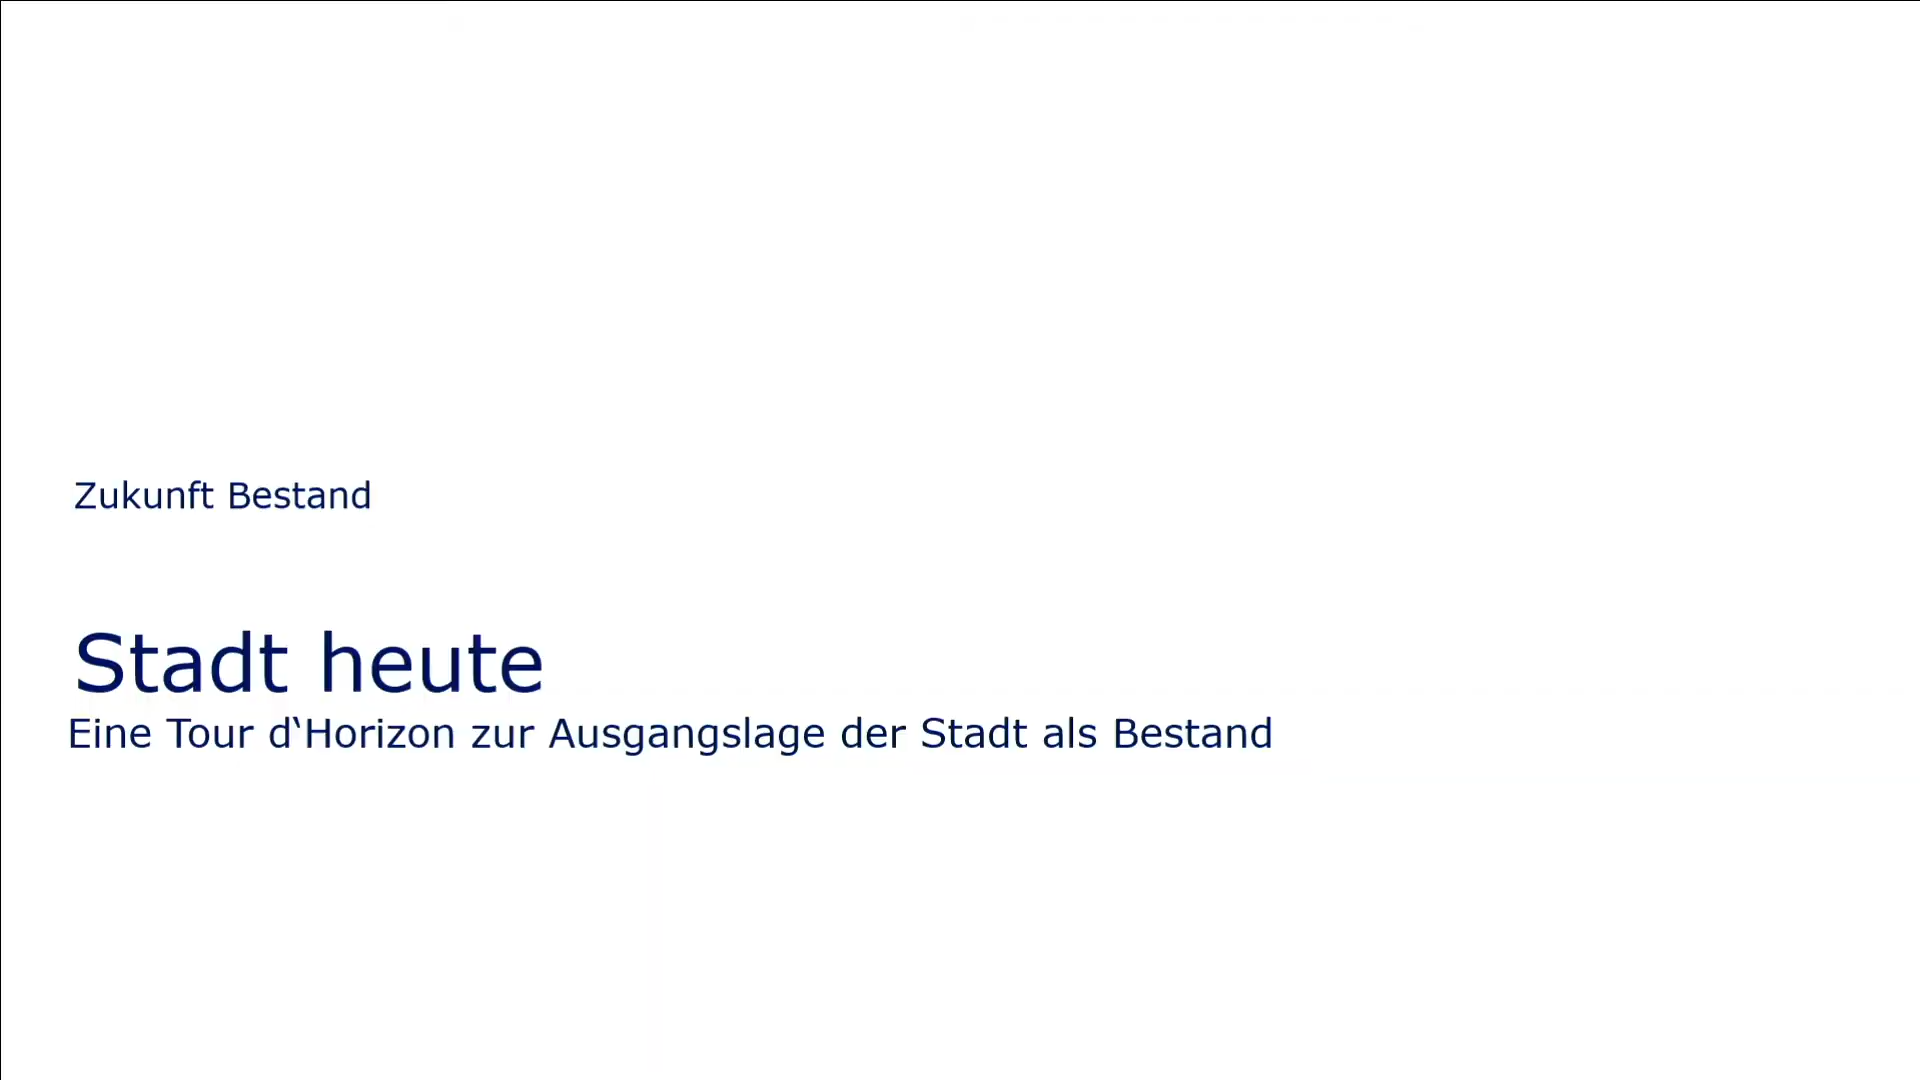 Zukunft Bestand
Stadt heute
Eine Tour d‘Horizon zur Ausgangslage der Stadt als Bestand